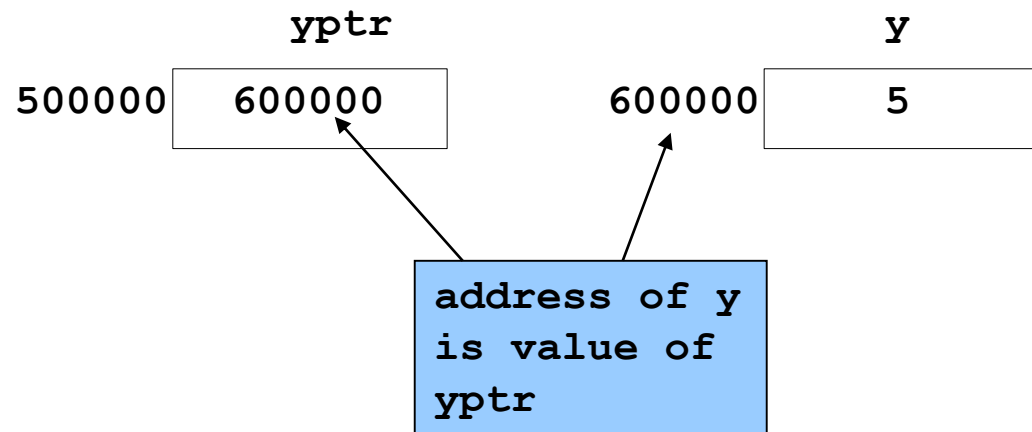 yptr y
500000 600000 600000 5
address of y
is value of
yptr